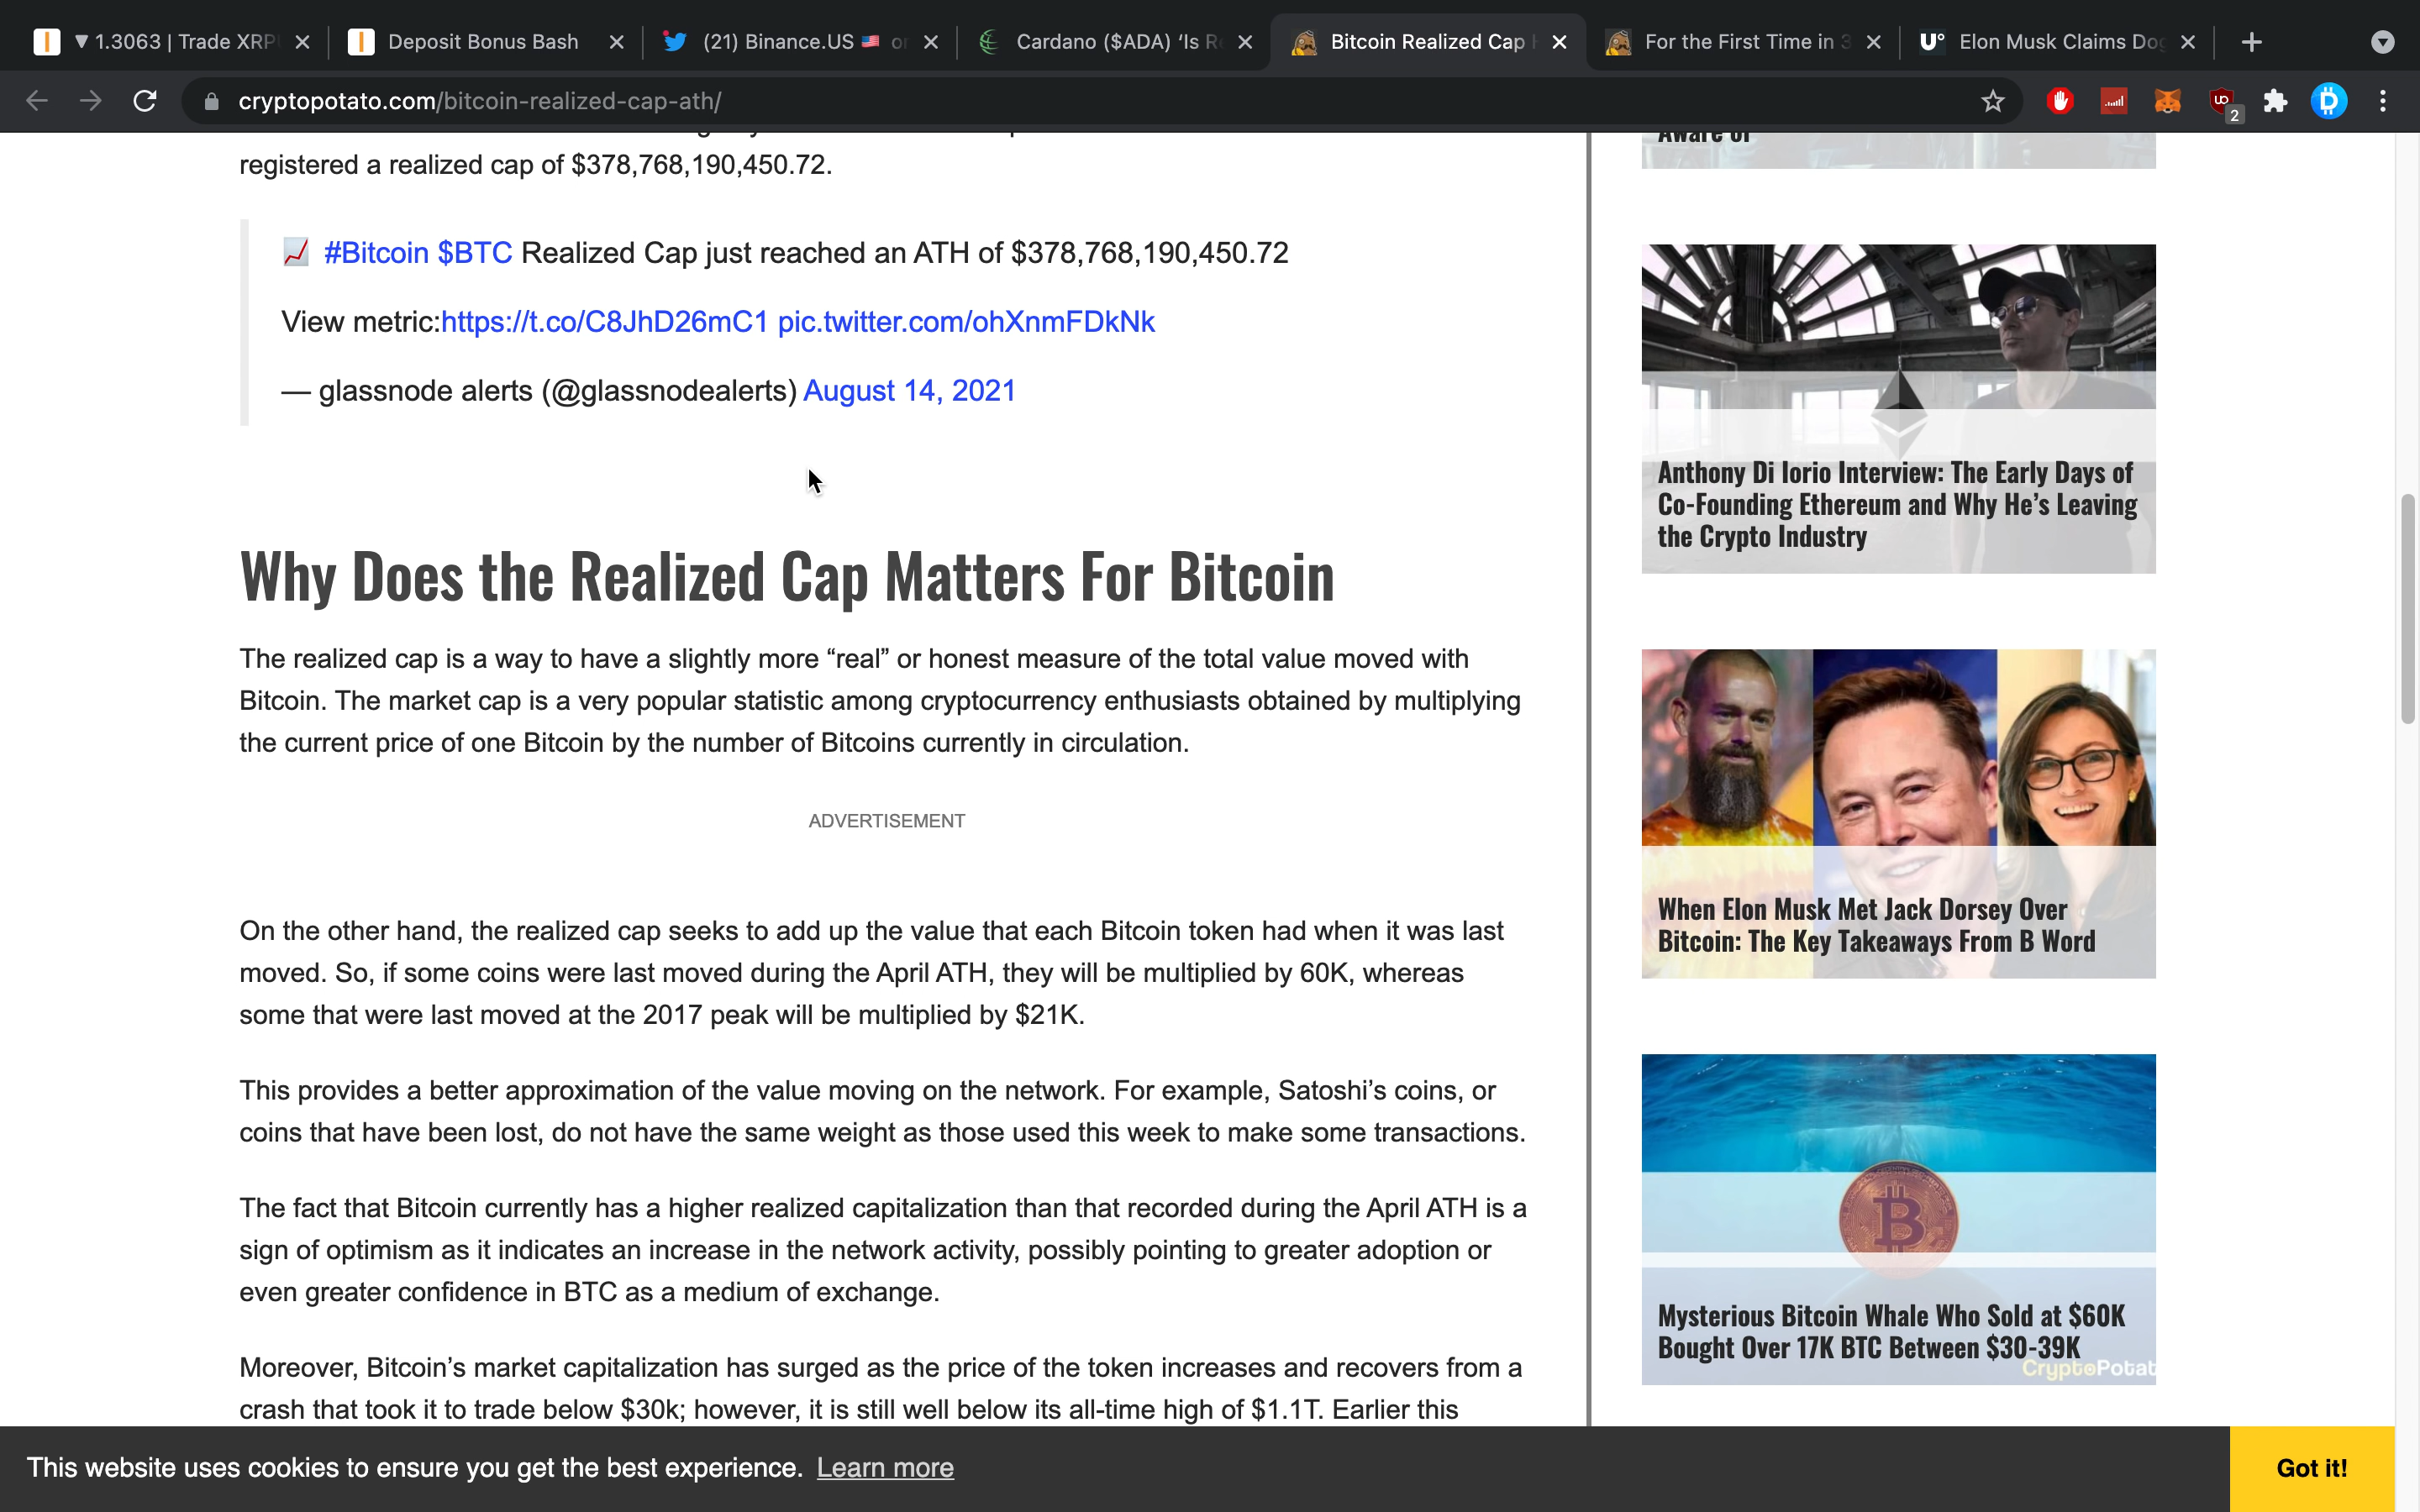 ▼ 1.3063 | Trade XRP
Deposit Bonus Bash
(21) Binance.US
Cardano ($ADA) ‘Is R
Bitcoin Realized Cap
For the First Time in 3
U°
Elon Musk Claims Do
cryptopotato.com/bitcoin-realized-cap-ath/
2
registered a realized cap of $378,768,190,450.72.
#Bitcoin $BTC Realized Cap just reached an ATH of $378,768,190,450.72
View metric:https://t.co/C8JhD26mC1 pic.twitter.com/ohXnmFDkNk
— glassnode alerts (@glassnodealerts) August 14, 2021
Why Does the Realized Cap Matters For Bitcoin
The realized cap is a way to have a slightly more “real” or honest measure of the total value moved with
Bitcoin. The market cap is a very popular statistic among cryptocurrency enthusiasts obtained by multiplying
the current price of one Bitcoin by the number of Bitcoins currently in circulation.
ADVERTISEMENT
On the other hand, the realized cap seeks to add up the value that each Bitcoin token had when it was last
moved. So, if some coins were last moved during the April ATH, they will be multiplied by 60K, whereas
some that were last moved at the 2017 peak will be multiplied by $21K.
This provides a better approximation of the value moving on the network. For example, Satoshi’s coins, or
coins that have been lost, do not have the same weight as those used this week to make some transactions.
The fact that Bitcoin currently has a higher realized capitalization than that recorded during the April ATH is a
sign of optimism as it indicates an increase in the network activity, possibly pointing to greater adoption or
even greater confidence in BTC as a medium of exchange.
Moreover, Bitcoin’s market capitalization has surged as the price of the token increases and recovers from a
crash that took it to trade below $30k; however, it is still well below its all-time high of $1.1T. Earlier this
Aware of
Anthony Di Iorio Interview: The Early Days of
Co-Founding Ethereum and Why He’s Leaving
the Crypto Industry
When Elon Musk Met Jack Dorsey Over
Bitcoin: The Key Takeaways From B Word
Mysterious Bitcoin Whale Who Sold at $60K
Bought Over 17K BTC Between $30-39K
CryptoPotat
This website uses cookies to ensure you get the best experience. Learn more
Got it!